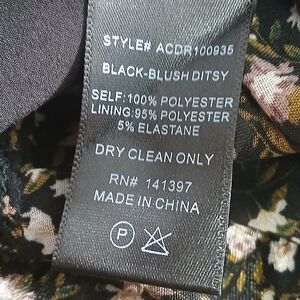 STYLE# ACDR100935
BLACK-BLUSH DITSY
SELF:100% POLYESTER
LINING:95% POLYESTER
5% ELASTANE
DRY CLEAN ONLY
RN# 141397
MADE IN CHINA
P